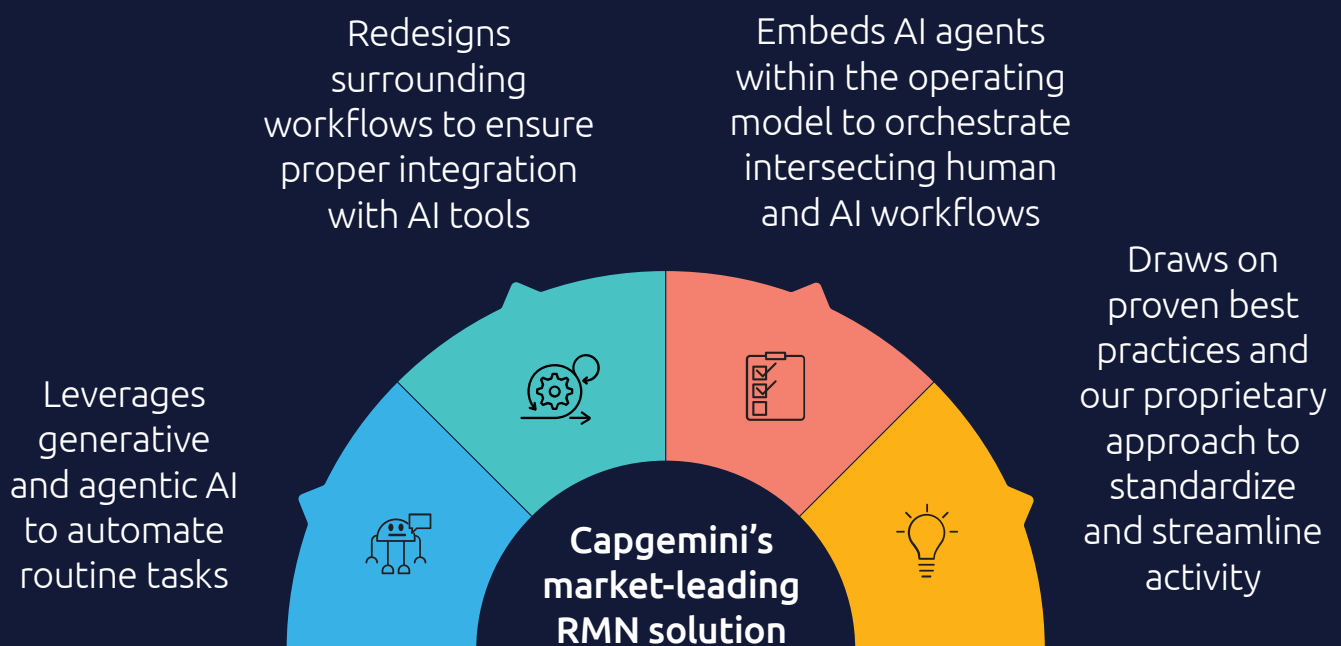 Redesigns
surrounding
workflows to ensure
proper integration
with AI tools
Embeds AI agents
within the operating
model to orchestrate
intersecting human
and AI workflows
Leverages
generative
and agentic AI
to automate
routine tasks
Draws on
proven best
practices and
our proprietary
approach to
standardize
and streamline
activity
Capgemini’s
market-leading
RMN solution